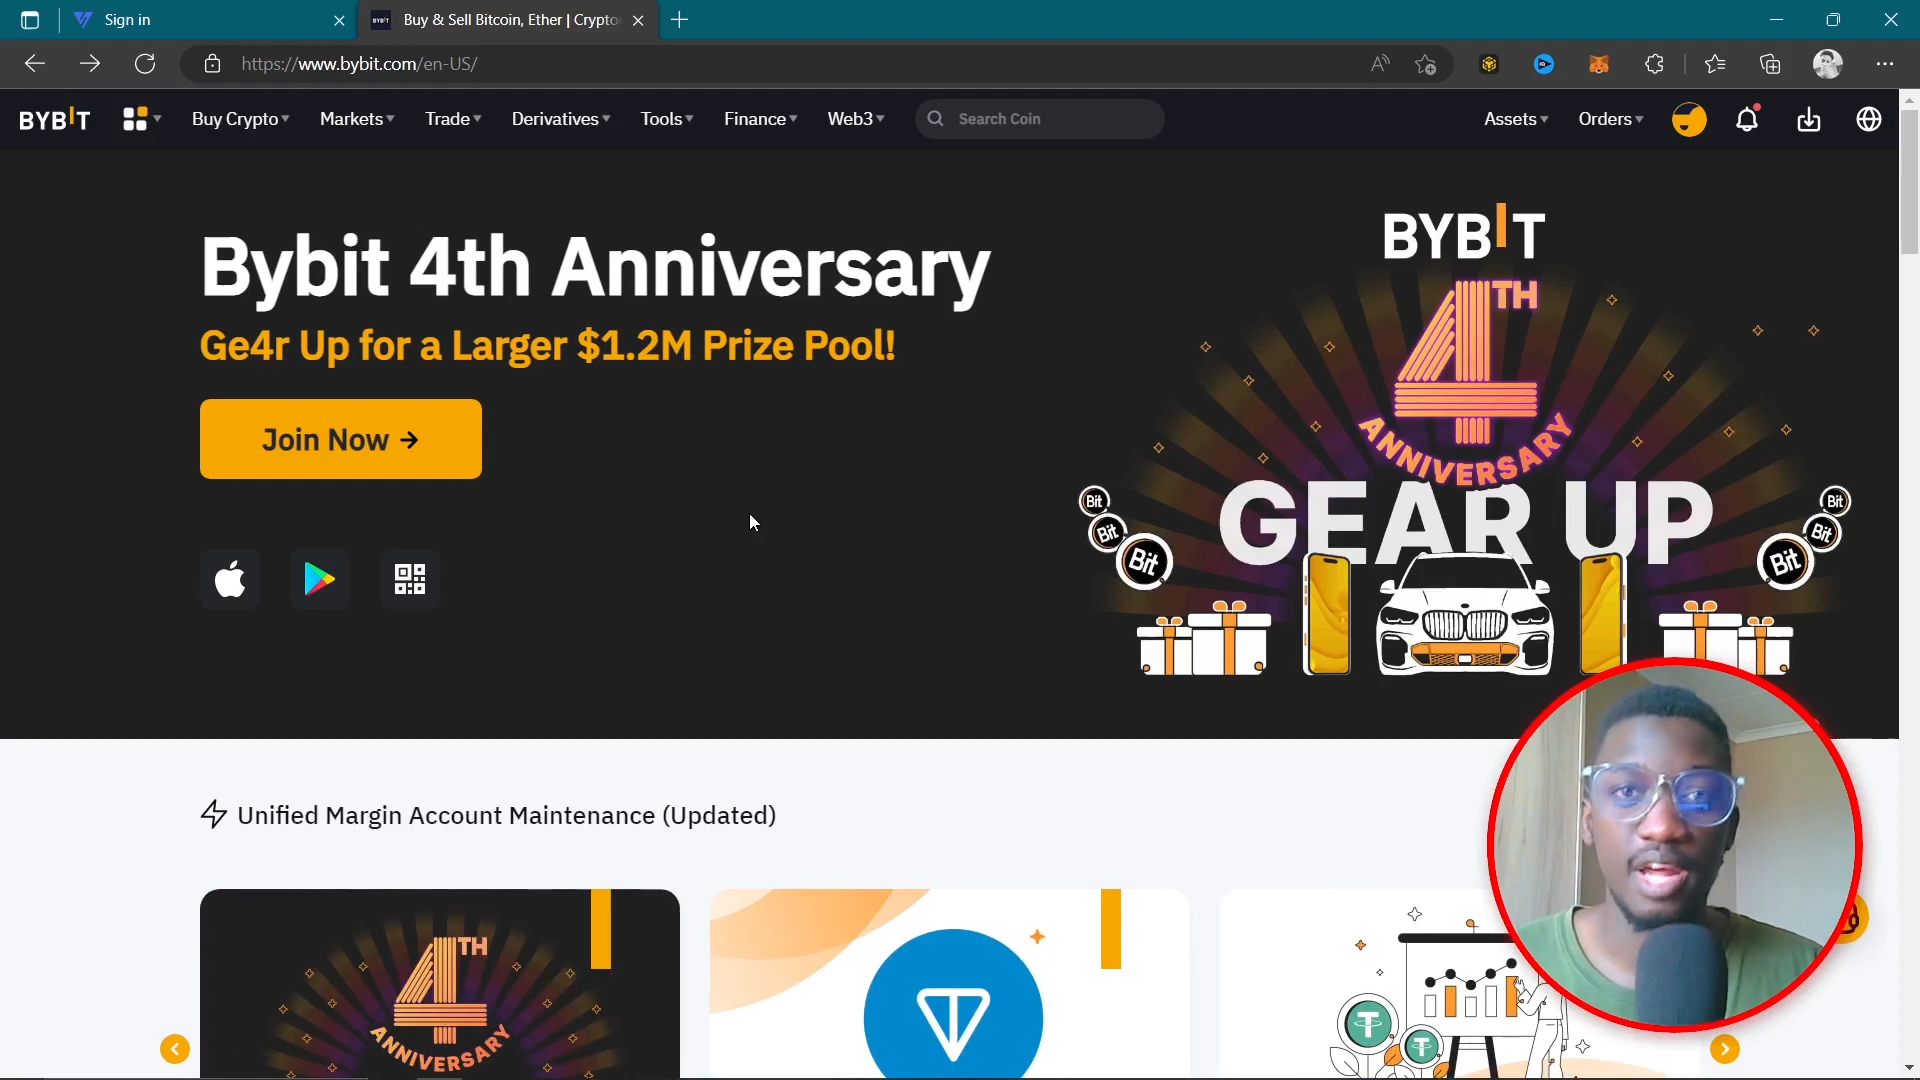 Sign in
BYBIT Buy & Sell Bitcoin, Ether | Crypto
https://www.bybit.com/en-US/
BYBIT Buy Crypto Markets Trade Derivatives Tools Finance Web3 Search Coin Assets Orders
Bybit 4th Anniversary
Ge4r Up for a Larger $1.2M Prize Pool!
Join Now →
BYBIT
4TH
ANNIVERSARY
GEAR UP
Bit Bit
Bit Bit
Bit Bit
Unified Margin Account Maintenance (Updated)
4TH
ANNIVERSARY